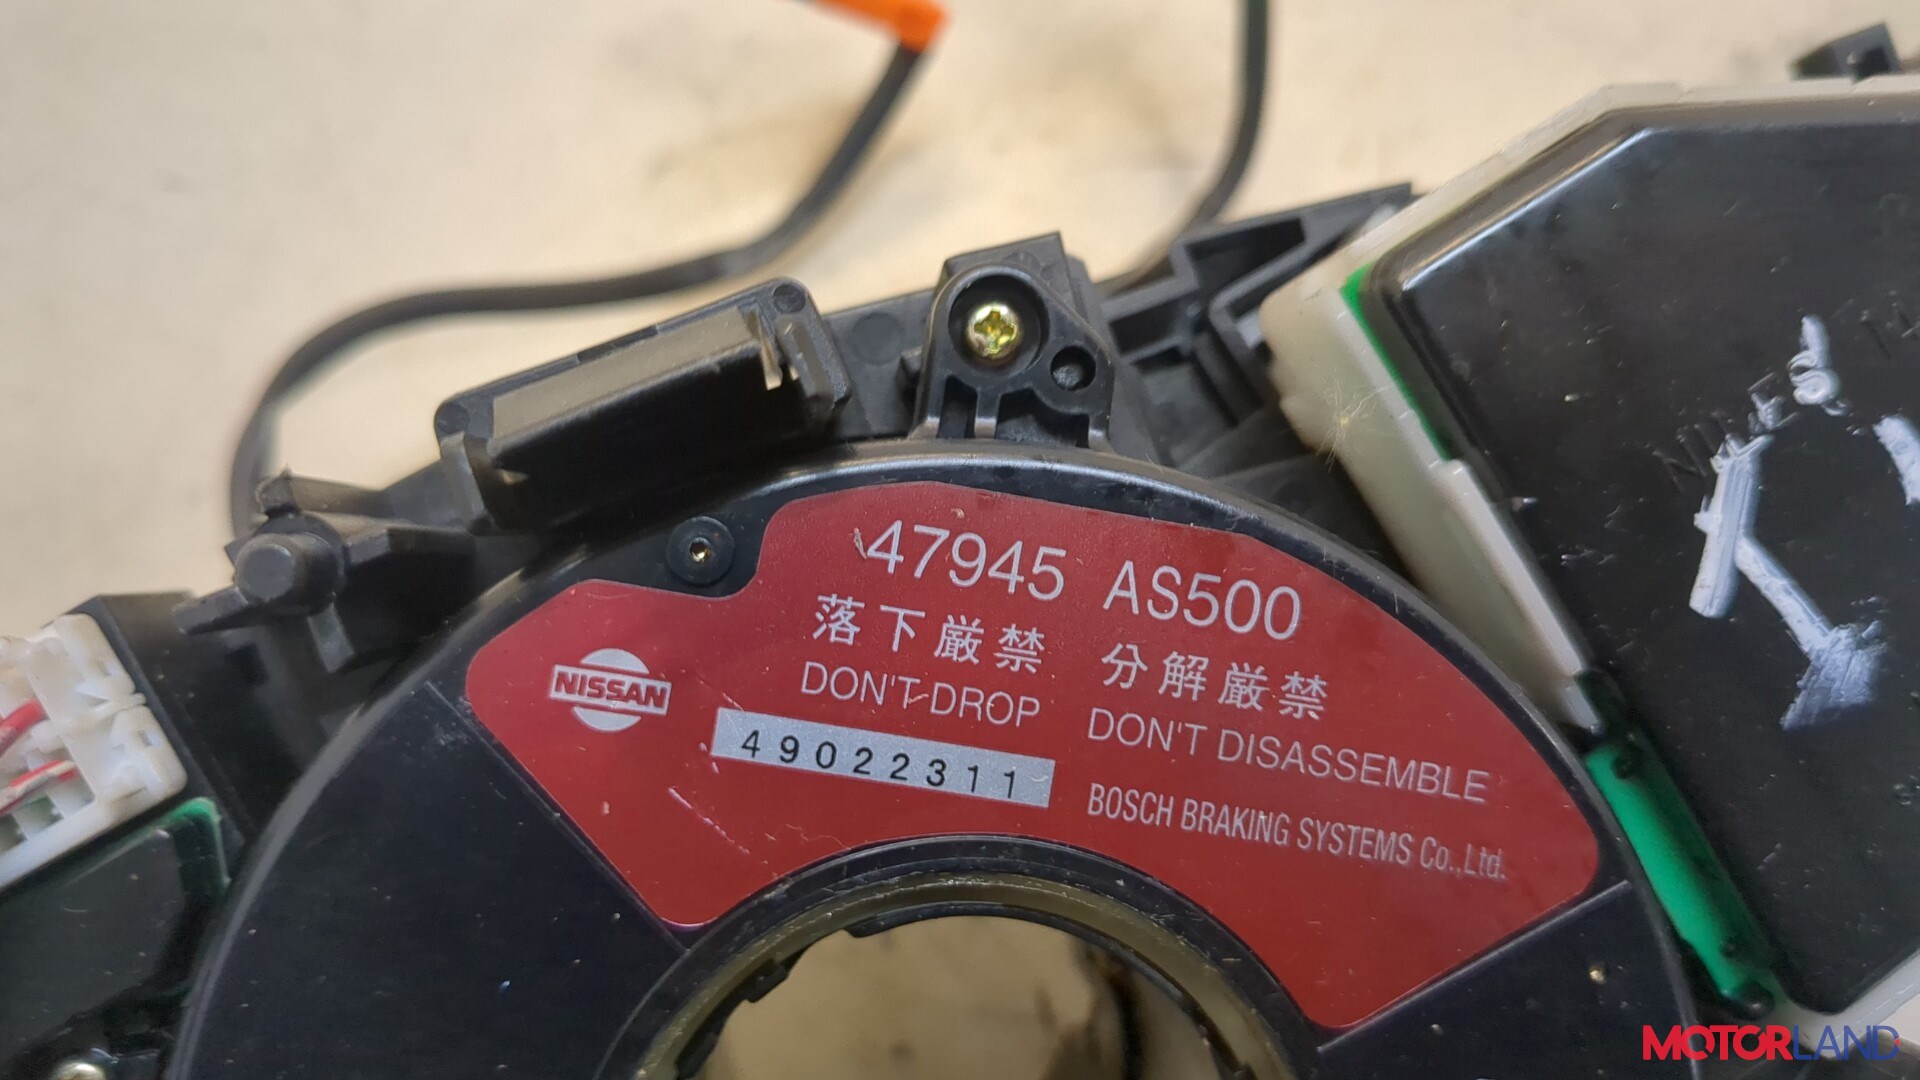 47945 AS500
落下厳禁 分解厳禁
DON'T DROP DON'T DISASSEMBLE
NISSAN
49022311
BOSCH BRAKING SYSTEMS Co.,Ltd.
MOTORLAND